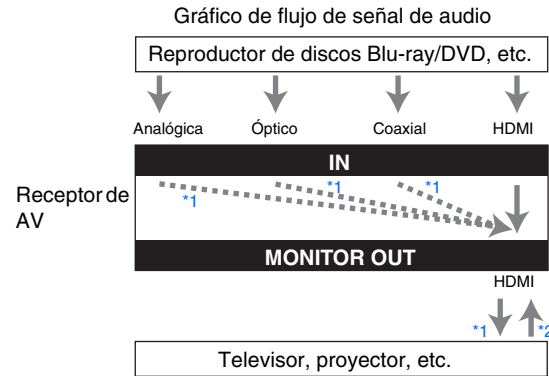 Gráfico de flujo de señal de audio
Reproductor de discos Blu-ray/DVD, etc.
Analógica Óptico Coaxial HDMI
IN
*1 *1 *1
Receptor de
AV
MONITOR OUT
HDMI
*1 *2
Televisor, proyector, etc.